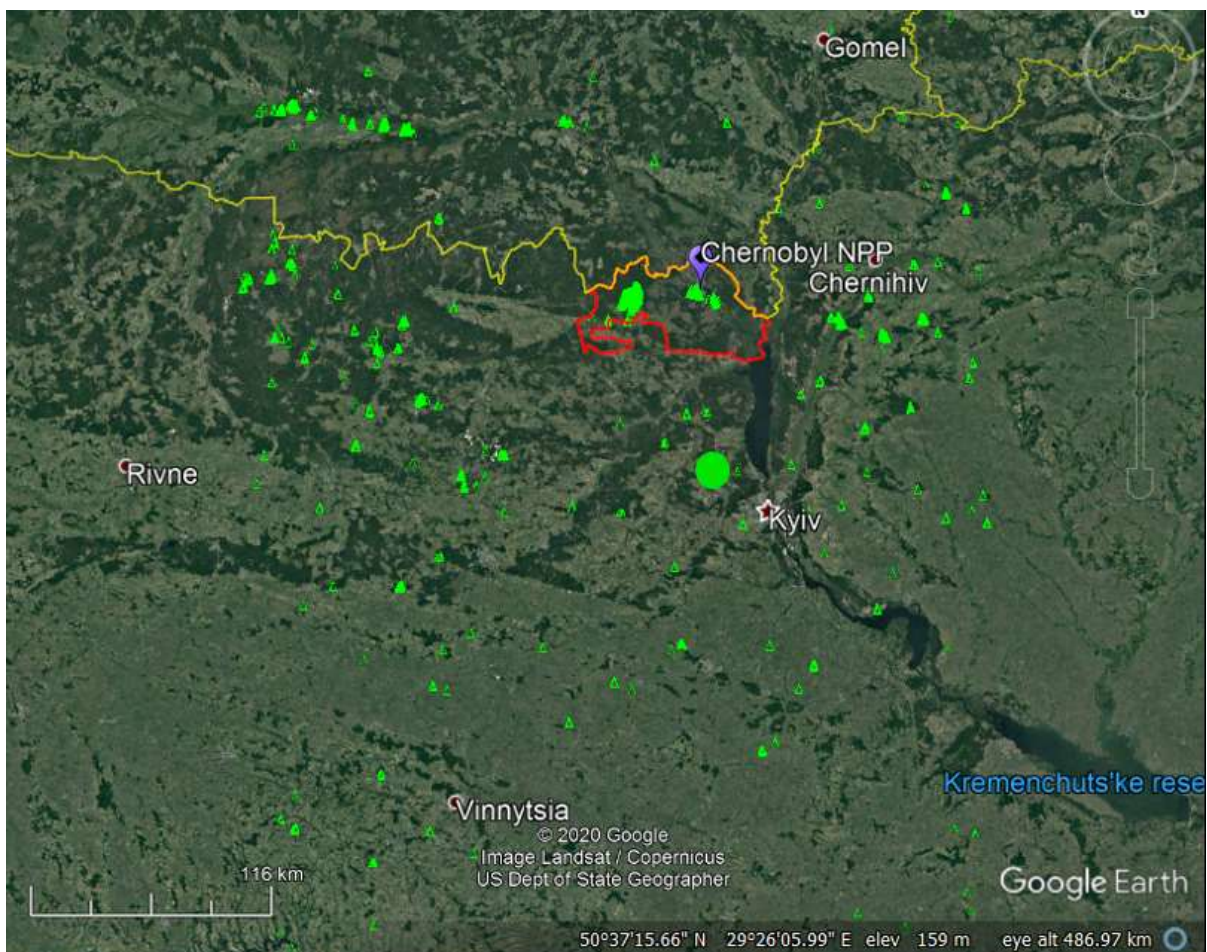 N
Gomel
Chernobyl NPP
Chernihiv
Rivne
Kyiv
Kremenchuts'ke rese
Vinnytsia
© 2020 Google
Image Landsat / Copernicus
US Dept of State Geographer
116 km
Google Earth
50°37'15.66" N 29°26'05.99" E elev 159 m eye alt 486.97 km